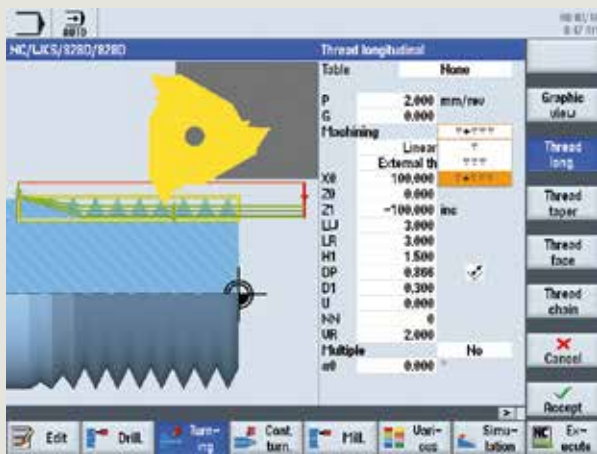 AUTO
NC/WKS/828D/828D
Thread longitudinal
Table None
P 2.000 mm/rev
G 0.000
Machining
Linear
External th
X0 100.000
Z0 0.000
Z1 -100.000 inc
LW 3.000
LR 3.000
H1 1.500
DP 0.866
D1 0.300
U 0.000
NN 0
VR 2.000
Multiple No
α0 0.000 °
Graphic
view
Thread
long.
Thread
taper
Thread
face
Thread
chain
Cancel
Accept
Edit
Drill.
Turn-
ing
Cont.
turn.
Mill.
Vari-
ous
Simu-
lation
NC Ex-
ecute